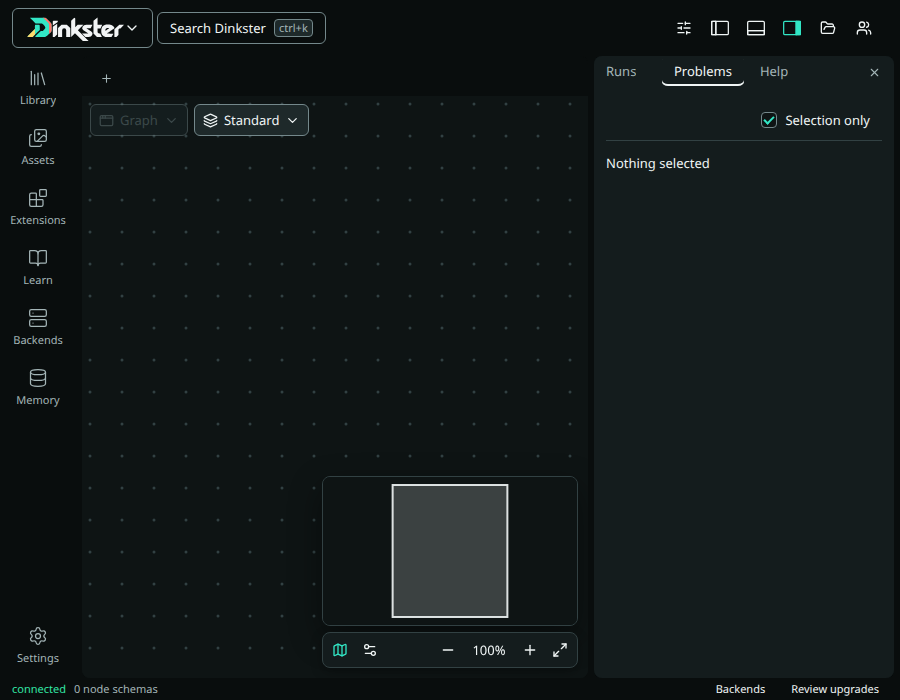 Dinkster
Search Dinkster ctrl+k
Library
Assets
Extensions
Learn
Backends
Memory
Settings
Graph
Standard
100%
Runs
Problems
Help
Selection only
Nothing selected
connected
0 node schemas
Backends
Review upgrades